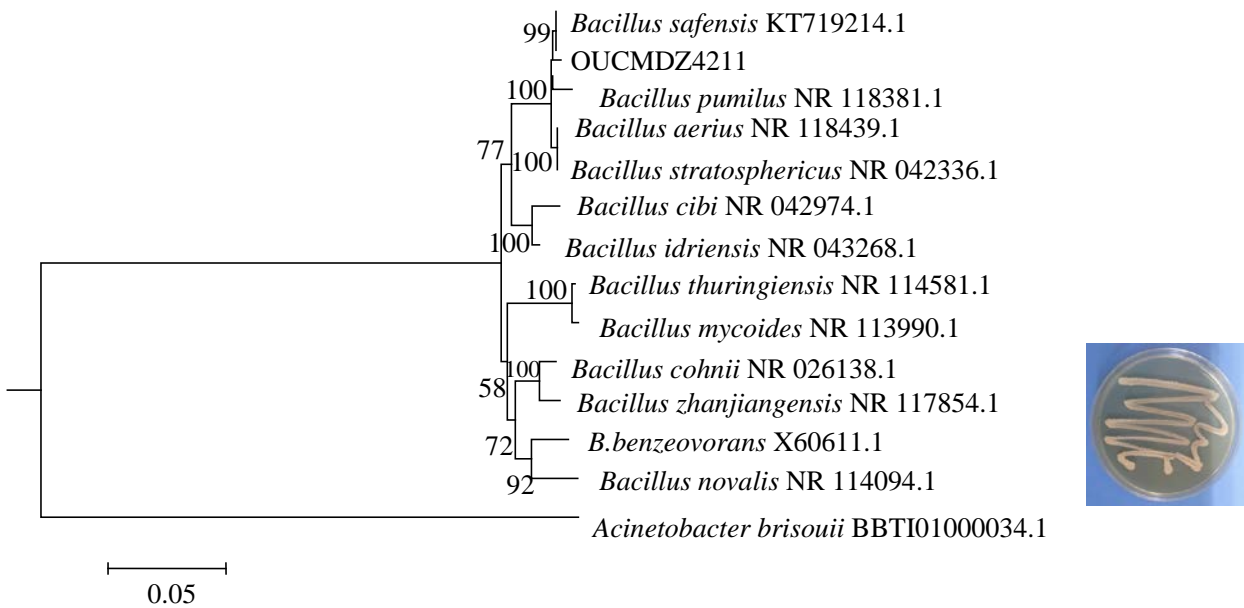 Bacillus safensis KT719214.1
99
OUCMDZ4211
100
Bacillus pumilus NR 118381.1
Bacillus aerius NR 118439.1
77
100
Bacillus stratosphericus NR 042336.1
Bacillus cibi NR 042974.1
100
Bacillus idriensis NR 043268.1
100
Bacillus thuringiensis NR 114581.1
Bacillus mycoides NR 113990.1
100
Bacillus cohnii NR 026138.1
58
Bacillus zhanjiangensis NR 117854.1
72
B.benzeovorans X60611.1
92
Bacillus novalis NR 114094.1
Acinetobacter brisouii BBTI01000034.1
0.05